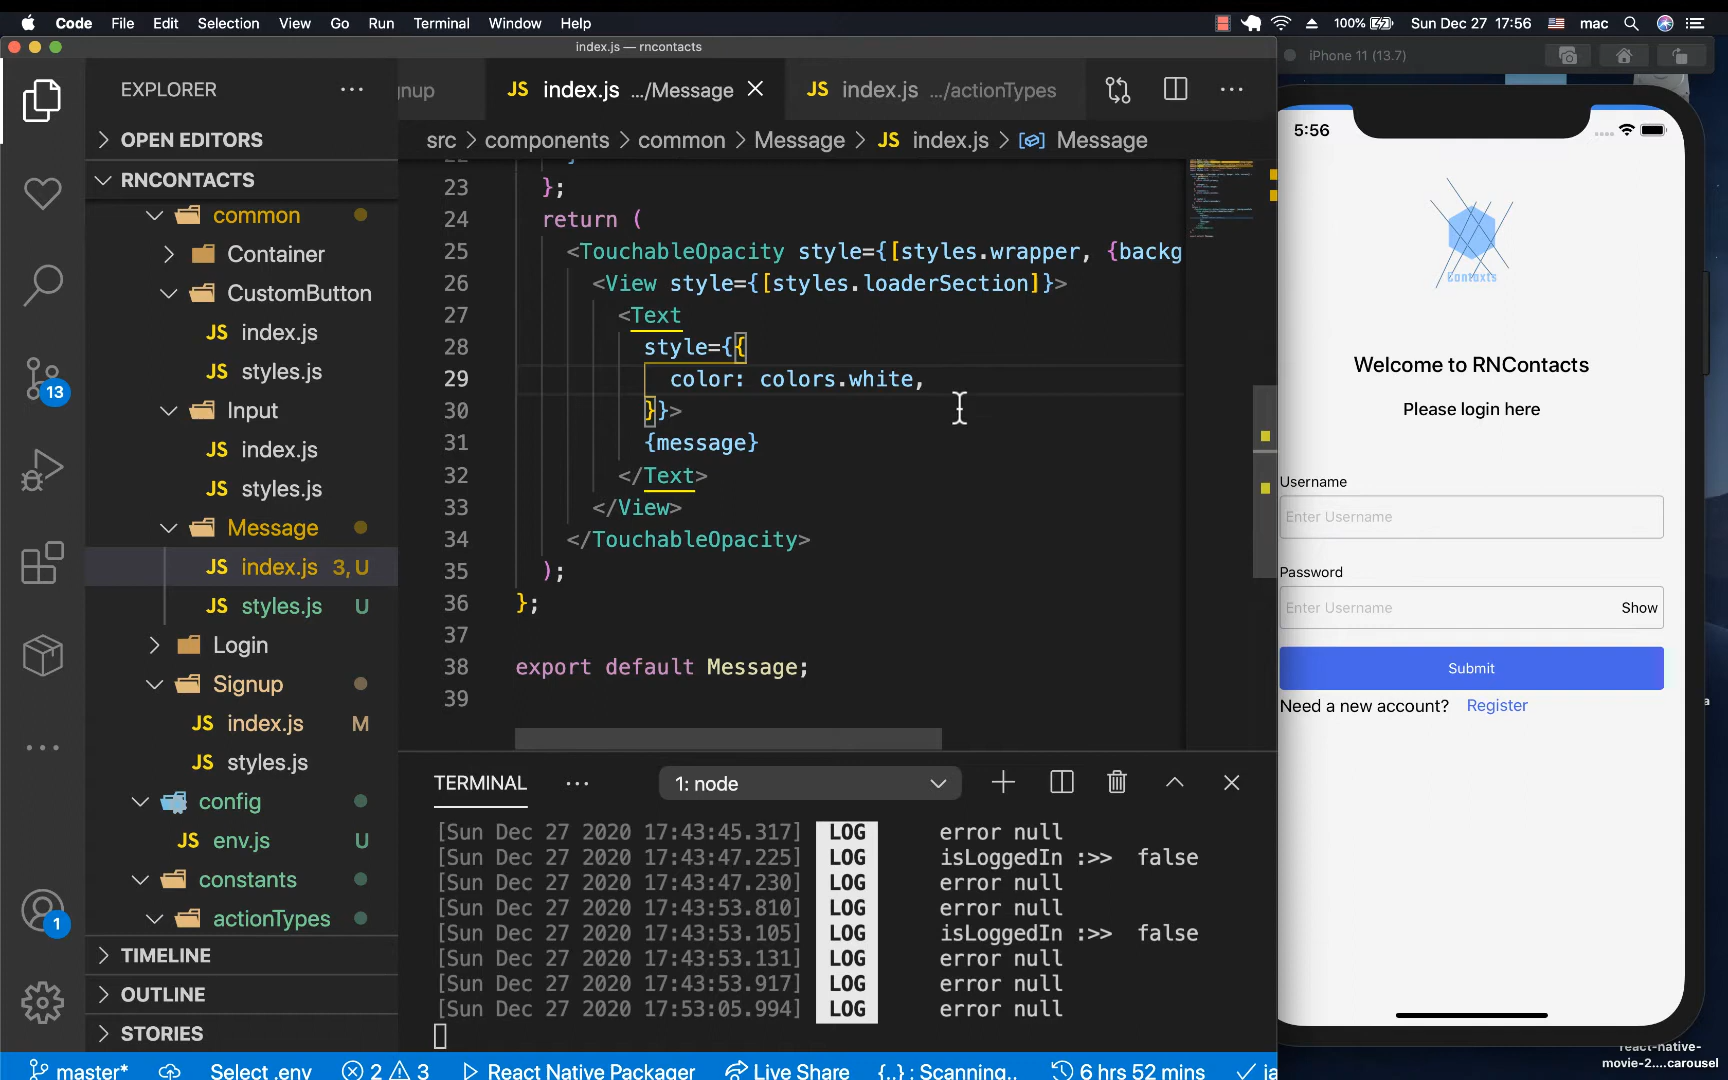 Code File Edit Selection View Go Run Terminal Window Help 100% Sun Dec 27 17:56 mac
index.js — rncontacts
iPhone 11 (13.7)
EXPLORER
gnup
JS index.js .../Message
JS index.js .../actionTypes
OPEN EDITORS
src > components > common > Message > JS index.js > Message
RNCONTACTS
common
Container
CustomButton
JS index.js
JS styles.js
Input
JS index.js
JS styles.js
Message
JS index.js 3, U
JS styles.js U
Login
Signup
JS index.js M
JS styles.js
config
JS env.js U
constants
actionTypes
TIMELINE
OUTLINE
STORIES
13
1
23 };
24 return (
25 <TouchableOpacity style={[styles.wrapper, {backg
26 <View style={[styles.loaderSection]}>
27 <Text
28 style={{
29 color: colors.white,
30 }}>
31 {message}
32 </Text>
33 </View>
34 </TouchableOpacity>
35 );
36 };
37
38 export default Message;
39
TERMINAL
1: node
[Sun Dec 27 2020 17:43:45.317] LOG error null
[Sun Dec 27 2020 17:43:47.225] LOG isLoggedIn :>> false
[Sun Dec 27 2020 17:43:47.230] LOG error null
[Sun Dec 27 2020 17:43:53.810] LOG error null
[Sun Dec 27 2020 17:43:53.105] LOG isLoggedIn :>> false
[Sun Dec 27 2020 17:43:53.131] LOG error null
[Sun Dec 27 2020 17:43:53.917] LOG error null
[Sun Dec 27 2020 17:53:05.994] LOG error null
master* Select .env 2 3 React Native Packager Live Share {..} : Scanning.. 6 hrs 52 mins ja
5:56
Contaxts
Welcome to RNContacts
Please login here
Username
Enter Username
Password
Enter Username Show
Submit
Need a new account? Register
react-native-
movie-2....carousel